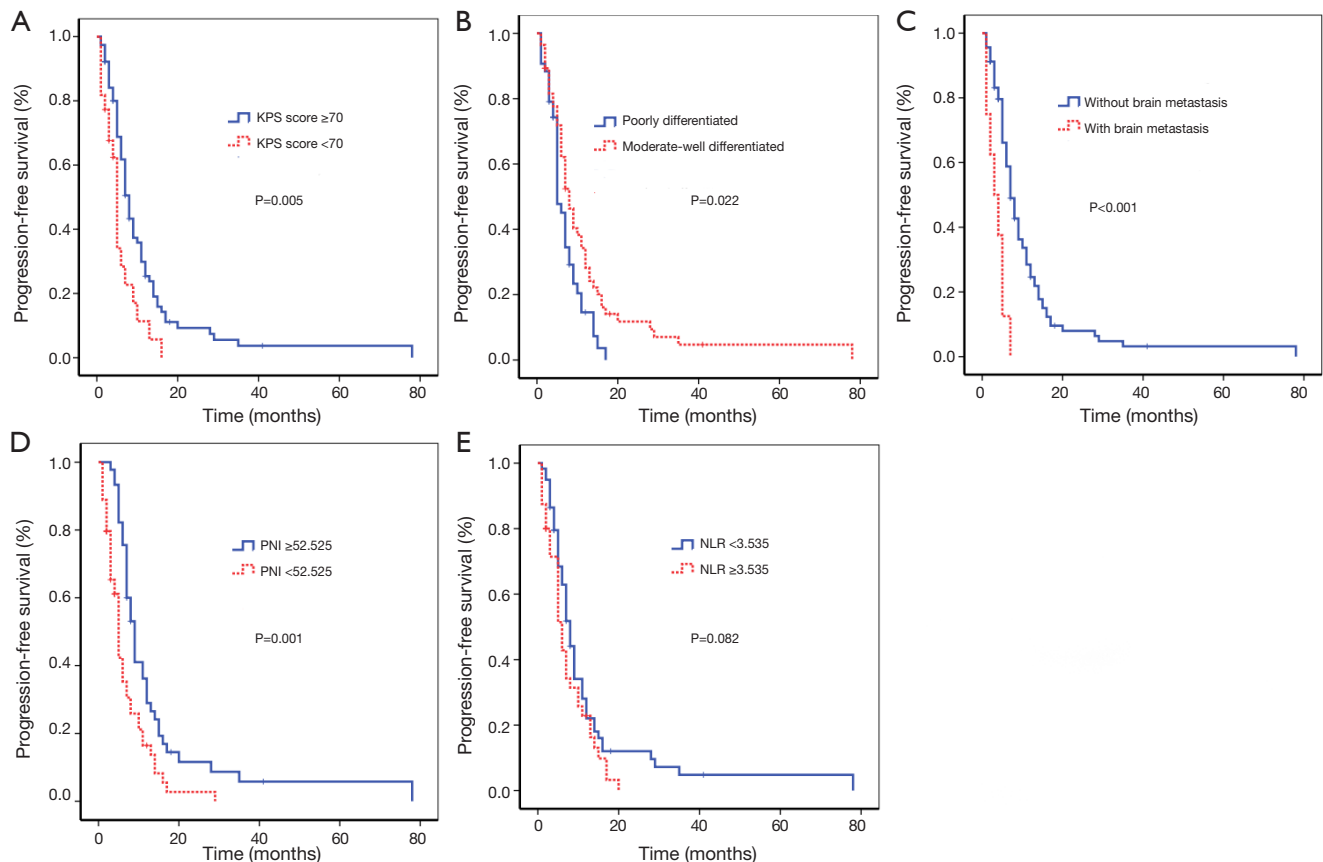 A
Progression-free survival (%)
1.0
0.8
0.6
0.4
0.2
0.0
KPS score ≥70
KPS score <70
P=0.005
0 20 40 60 80
Time (months)
B
Progression-free survival (%)
1.0
0.8
0.6
0.4
0.2
0.0
Poorly differentiated
Moderate-well differentiated
P=0.022
0 20 40 60 80
Time (months)
C
Progression-free survival (%)
1.0
0.8
0.6
0.4
0.2
0.0
Without brain metastasis
With brain metastasis
P<0.001
0 20 40 60 80
Time (months)
D
Progression-free survival (%)
1.0
0.8
0.6
0.4
0.2
0.0
PNI ≥52.525
PNI <52.525
P=0.001
0 20 40 60 80
Time (months)
E
Progression-free survival (%)
1.0
0.8
0.6
0.4
0.2
0.0
NLR <3.535
NLR ≥3.535
P=0.082
0 20 40 60 80
Time (months)